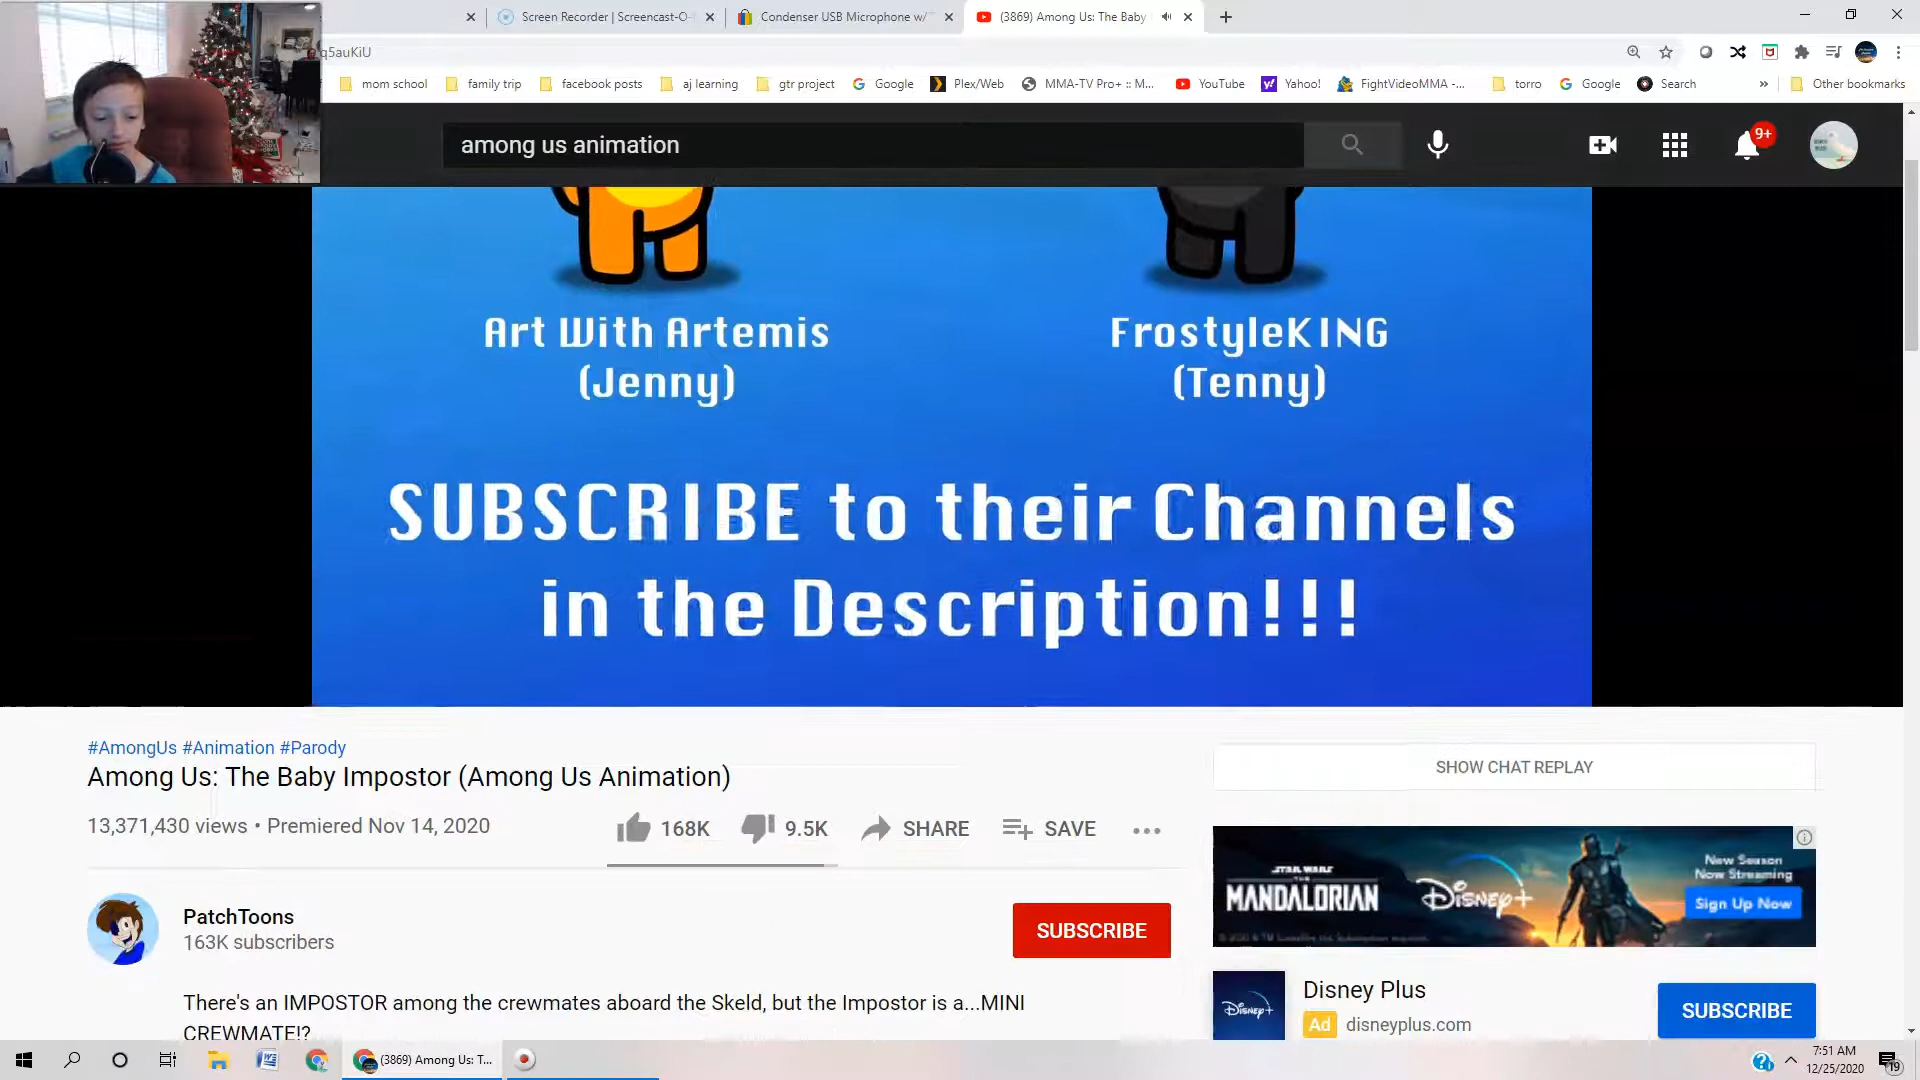 Screen Recorder | Screencast-O-
Condenser USB Microphone w/
(3869) Among Us: The Baby
q5auKiU
mom school
family trip
facebook posts
aj learning
gtr project
Google
Plex/Web
MMA-TV Pro+ :: M...
YouTube
Yahoo!
FightVideoMMA -...
torro
Google
Search
»
Other bookmarks
among us animation
9+
Art With Artemis
(Jenny)
FrostyleKING
(Tenny)
SUBSCRIBE to their Channels
in the Description!!!
#AmongUs #Animation #Parody
Among Us: The Baby Impostor (Among Us Animation)
13,371,430 views • Premiered Nov 14, 2020
168K
9.5K
SHARE
SAVE
SHOW CHAT REPLAY
STAR WARS
THE
MANDALORIAN
Disney+
New Season
Now Streaming
Sign Up Now
PatchToons
163K subscribers
SUBSCRIBE
There's an IMPOSTOR among the crewmates aboard the Skeld, but the Impostor is a...MINI
CREWMATE!?
Disney+
Disney Plus
Ad disneyplus.com
SUBSCRIBE
(3869) Among Us: T...
7:51 AM
12/25/2020
19